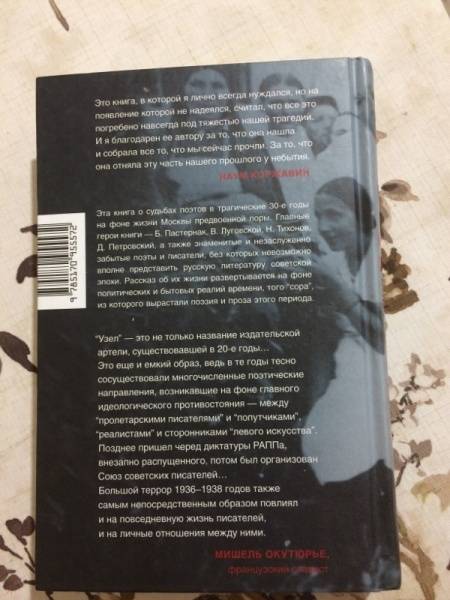 Это книга, в которой я лично всегда нуждался, но на
появление которой не надеялся, считал, что все это
погребено навсегда под тяжестью нашей трагедии.
И я благодарен ее автору за то, что она нашла
и собрала все то, что мы сейчас прочли. За то, что
она отняла эту часть нашего прошлого у небытия.
НАУМ КОРЖАВИН
Эта книга о судьбах поэтов в трагические 30-е годы
на фоне жизни Москвы предвоенной поры. Главные
герои книги — Б. Пастернак, В. Луговской, Н. Тихонов,
Д. Петровский, а также знаменитые и незаслуженно
забытые поэты и писатели, без которых невозможно
вполне представить русскую литературу советской
эпохи. Рассказ об их жизни развертывается на фоне
политических и бытовых реалий времени, того "сора",
из которого вырастали поэзия и проза этого периода.
"Узел" — это не только название издательской
артели, существовавшей в 20-е годы...
Это еще и емкий образ, ведь в те годы тесно
сосуществовали многочисленные поэтические
направления, возникавшие на фоне главного
идеологического противостояния — между
"пролетарскими писателями" и "попутчиками",
"реалистами" и сторонниками "левого искусства".
Позднее пришел черед диктатуры РАППа,
внезапно распущенного, потом был организован
Союз советских писателей...
Большой террор 1936–1938 годов также
самым непосредственным образом повлиял
и на повседневную жизнь писателей,
и на личные отношения между ними.
МИШЕЛЬ ОКУТЮРЬЕ,
французский славист
9 785170 955572